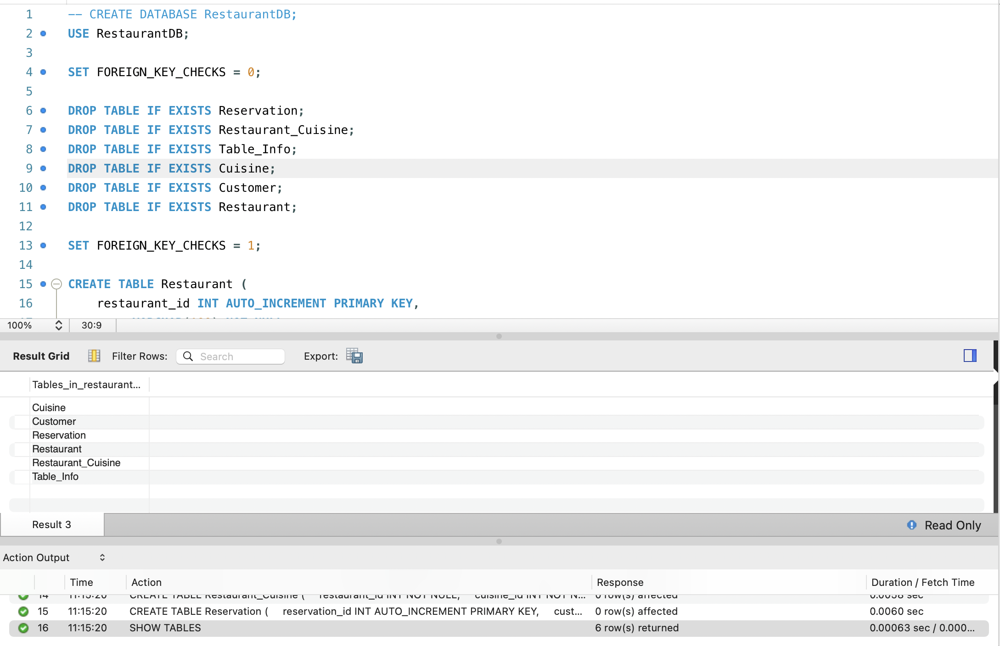 1 -- CREATE DATABASE RestaurantDB;
2 USE RestaurantDB;
3
4 SET FOREIGN_KEY_CHECKS = 0;
5
6 DROP TABLE IF EXISTS Reservation;
7 DROP TABLE IF EXISTS Restaurant_Cuisine;
8 DROP TABLE IF EXISTS Table_Info;
9 DROP TABLE IF EXISTS Cuisine;
10 DROP TABLE IF EXISTS Customer;
11 DROP TABLE IF EXISTS Restaurant;
12
13 SET FOREIGN_KEY_CHECKS = 1;
14
15 CREATE TABLE Restaurant (
16 restaurant_id INT AUTO_INCREMENT PRIMARY KEY,
100% 30:9
Result Grid Filter Rows: Search Export:
Tables_in_restaurant...
Cuisine
Customer
Reservation
Restaurant
Restaurant_Cuisine
Table_Info
Result 3 Read Only
Action Output
Time Action Response Duration / Fetch Time
14 11:15:20 CREATE TABLE Restaurant_Cuisine ( restaurant_id INT NOT NULL, cuisine_id INT NOT N... 0 row(s) affected 0.0058 sec
15 11:15:20 CREATE TABLE Reservation ( reservation_id INT AUTO_INCREMENT PRIMARY KEY, cust... 0 row(s) affected 0.0060 sec
16 11:15:20 SHOW TABLES 6 row(s) returned 0.00063 sec / 0.000...